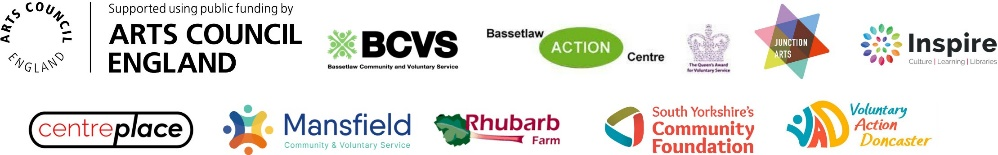 ARTS COUNCIL
ENGLAND
Supported using public funding by
ARTS COUNCIL
ENGLAND
BCVS
Bassetlaw Community and Voluntary Service
Bassetlaw
ACTION
Centre
The Queen's Award
for Voluntary Service
JUNCTION
ARTS
Inspire
Culture | Learning | Libraries
centreplace
Mansfield
Community & Voluntary Service
Rhubarb
Farm
South Yorkshire's
Community
Foundation
VAD
Voluntary
Action
Doncaster